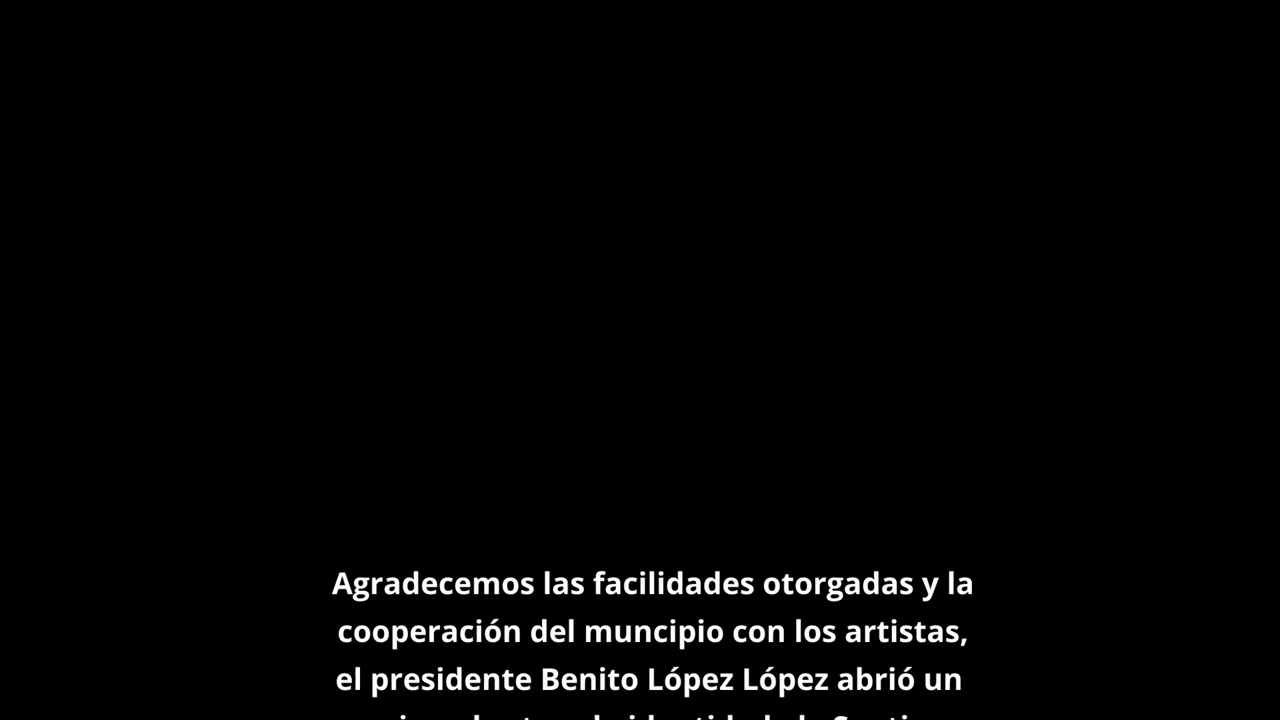 Agradecemos las facilidades otorgadas y la
cooperación del muncipio con los artistas,
el presidente Benito López López abrió un